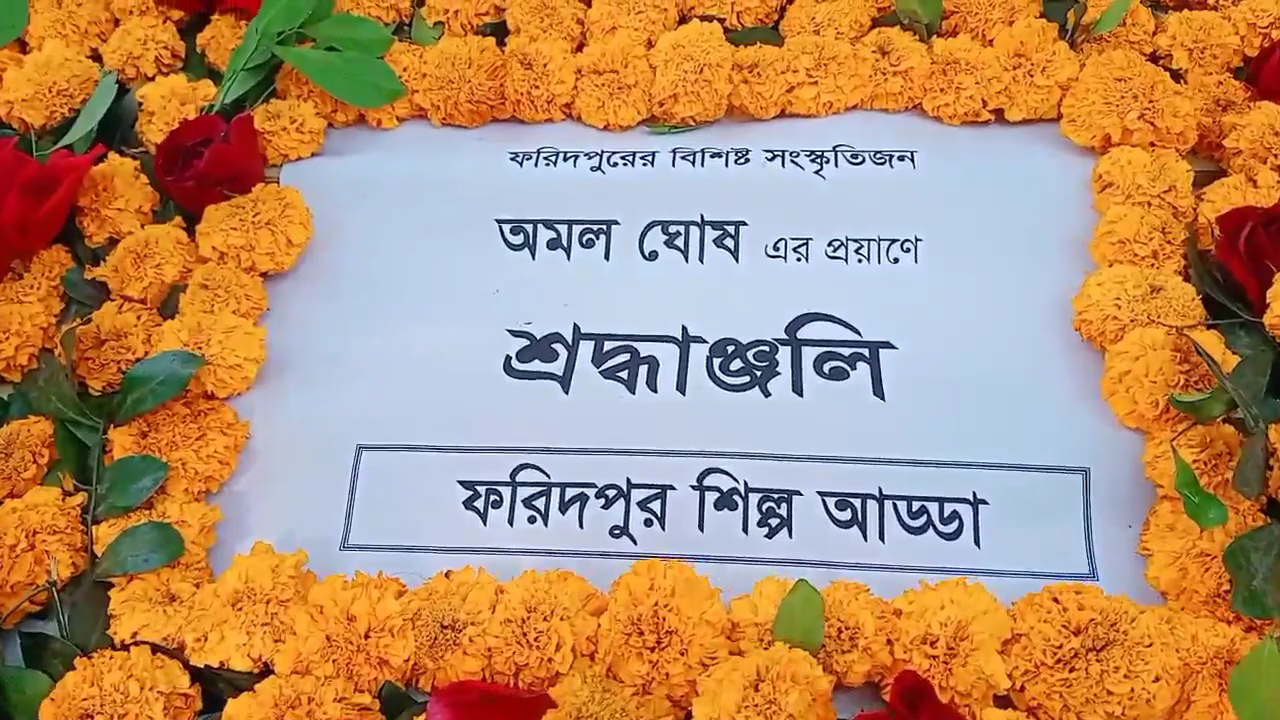 ফরিদপুরের বিশিষ্ট সংস্কৃতিজন
অমল ঘোষ এর প্রয়াণে
শ্রদ্ধাঞ্জলি
ফরিদপুর শিল্প আড্ডা